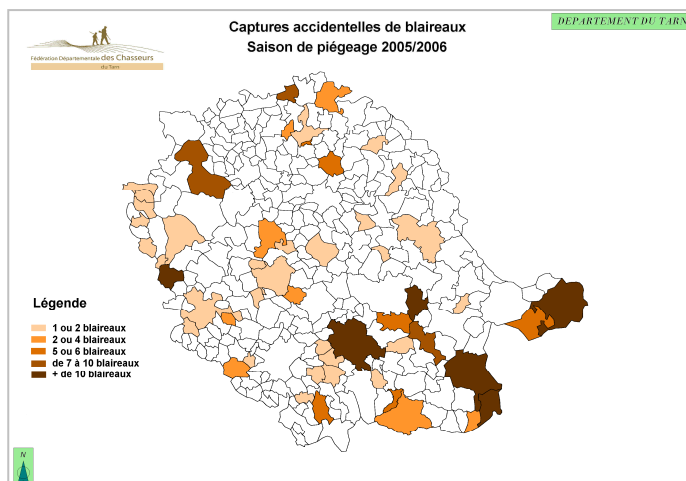 Captures accidentelles de blaireaux
Saison de piégeage 2005/2006
DEPARTEMENT DU TARN
Fédération Départementale des Chasseurs
du Tarn
Légende
1 ou 2 blaireaux
2 ou 4 blaireaux
5 ou 6 blaireaux
de 7 à 10 blaireaux
+ de 10 blaireaux
N